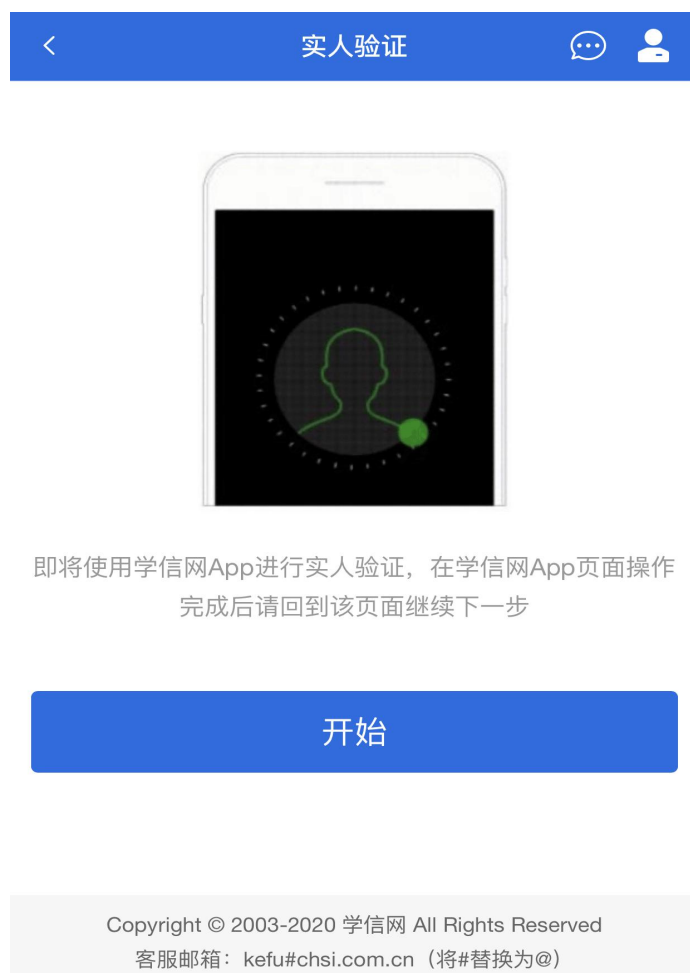 实人验证
即将使用学信网App进行实人验证，在学信网App页面操作
完成后请回到该页面继续下一步
开始
Copyright © 2003-2020 学信网 All Rights Reserved
客服邮箱：kefu#chsi.com.cn（将#替换为@）